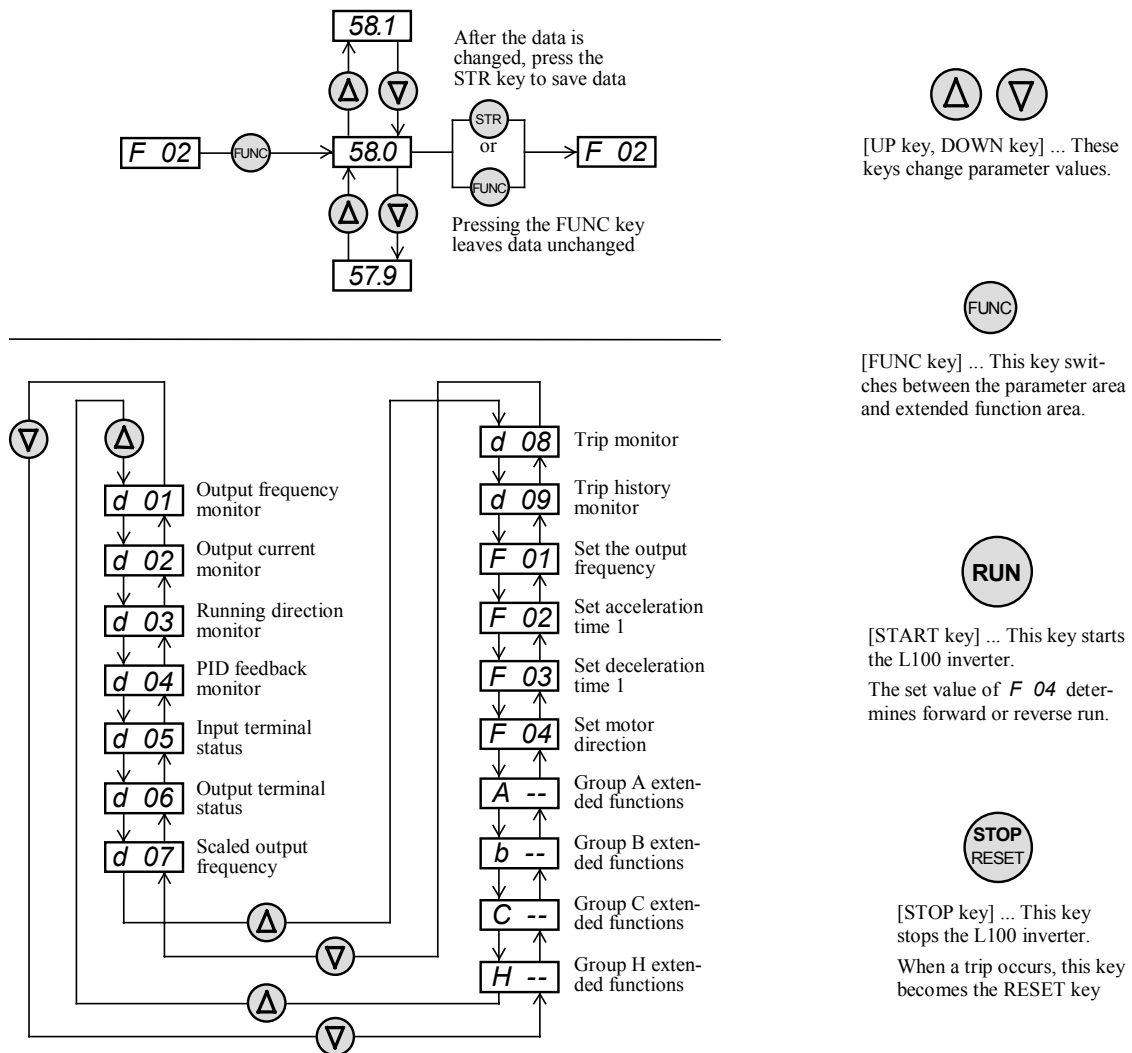 58.1
After the data is
changed, press the
STR key to save data
F 02
FUNC
58.0
STR
or
FUNC
F 02
Pressing the FUNC key
leaves data unchanged
57.9
d 01
Output frequency
monitor
d 02
Output current
monitor
d 03
Running direction
monitor
d 04
PID feedback
monitor
d 05
Input terminal
status
d 06
Output terminal
status
d 07
Scaled output
frequency
d 08
Trip monitor
d 09
Trip history
monitor
F 01
Set the output
frequency
F 02
Set acceleration
time 1
F 03
Set deceleration
time 1
F 04
Set motor
direction
A --
Group A exten-
ded functions
b --
Group B exten-
ded functions
C --
Group C exten-
ded functions
H --
Group H exten-
ded functions
[UP key, DOWN key] ... These
keys change parameter values.
FUNC
[FUNC key] ... This key swit-
ches between the parameter area
and extended function area.
RUN
[START key] ... This key starts
the L100 inverter.
The set value of F 04 deter-
mines forward or reverse run.
STOP
RESET
[STOP key] ... This key
stops the L100 inverter.
When a trip occurs, this key
becomes the RESET key